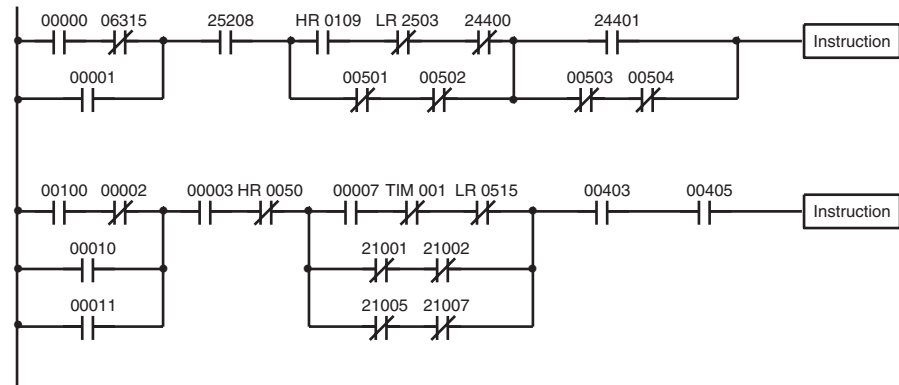 00000 06315 25208 HR 0109 LR 2503 24400 24401
Instruction
00001 00501 00502 00503 00504
00100 00002 00003 HR 0050 00007 TIM 001 LR 0515 00403 00405
Instruction
00010 21001 21002
00011 21005 21007